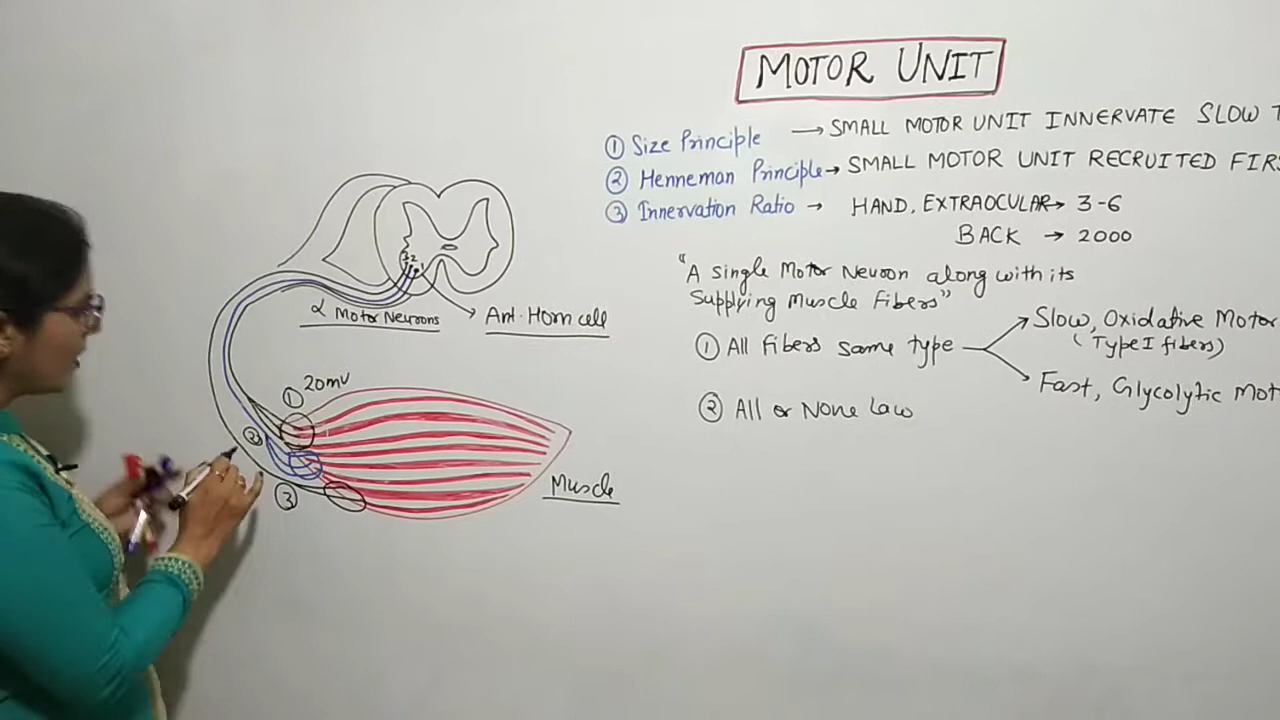 MOTOR UNIT
① Size Principle → SMALL MOTOR UNIT INNERVATE SLOW
② Henneman Principle → SMALL MOTOR UNIT RECRUITED
③ Innervation Ratio → HAND, EXTRAOCULAR → 3-6
BACK → 2000
"A Single Motor Neuron along with its
Supplying Muscle Fibers"
① All Fibers same type
Slow, Oxidative Motor
(Type I fibers)
Fast, Glycolytic
② All or None Law
3 2 1
α Motor Neurons
Ant. Horn cell
① 20mV
②
③
Muscle